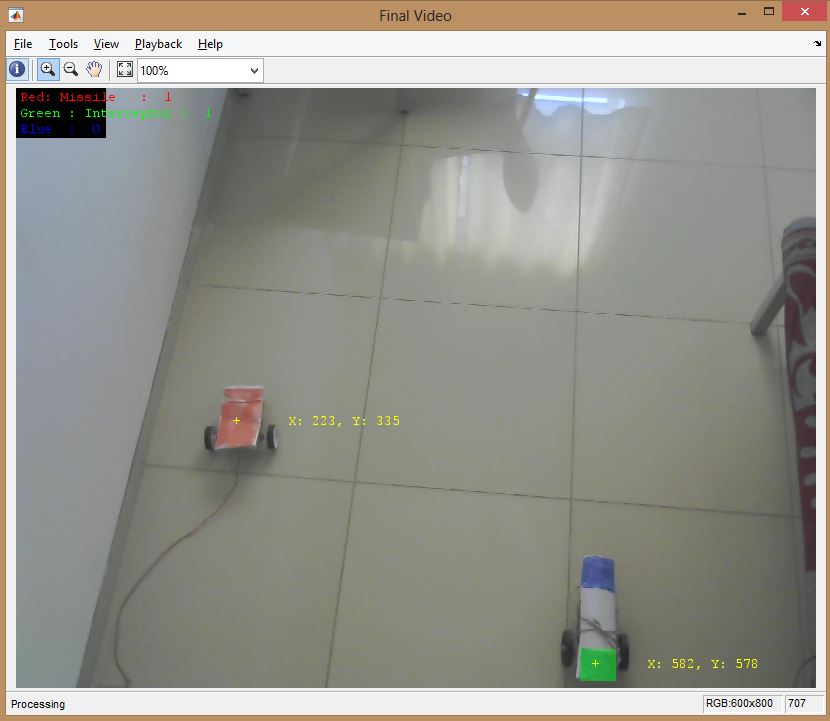 Final Video
File Tools View Playback Help
100%
Red: Missile : 1
Green : Interceptor : 1
Blue : 0
X: 223, Y: 335
X: 582, Y: 578
Processing
RGB:600x800 707